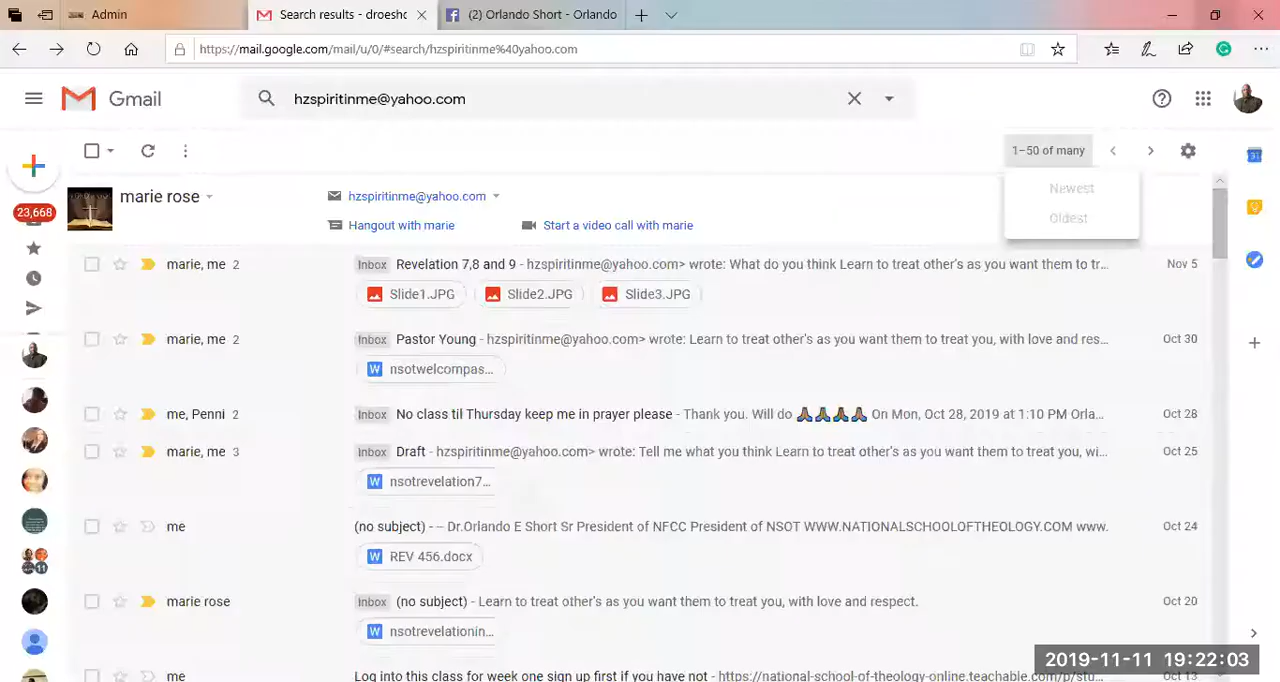 Admin
Search results - droeshc
(2) Orlando Short - Orlando
https://mail.google.com/mail/u/0/#search/hzspiritinme%40yahoo.com
Gmail
hzspiritinme@yahoo.com
1–50 of many
Newest
Oldest
23,668
marie rose
hzspiritinme@yahoo.com
Hangout with marie
Start a video call with marie
marie, me 2 Inbox Revelation 7,8 and 9 - hzspiritinme@yahoo.com> wrote: What do you think Learn to treat other's as you want them to tr... Nov 5
Slide1.JPG Slide2.JPG Slide3.JPG
marie, me 2 Inbox Pastor Young - hzspiritinme@yahoo.com> wrote: Learn to treat other's as you want them to treat you, with love and res... Oct 30
nsotwelcompas...
me, Penni 2 Inbox No class til Thursday keep me in prayer please - Thank you. Will do 🙏🏽🙏🏽🙏🏽🙏🏽 On Mon, Oct 28, 2019 at 1:10 PM Orla... Oct 28
marie, me 3 Inbox Draft - hzspiritinme@yahoo.com> wrote: Tell me what you think Learn to treat other's as you want them to treat you, wi... Oct 25
nsotrevelation7...
me (no subject) - -- Dr.Orlando E Short Sr President of NFCC President of NSOT WWW.NATIONALSCHOOLOFTHEOLOGY.COM www. Oct 24
REV 456.docx
marie rose Inbox (no subject) - Learn to treat other's as you want them to treat you, with love and respect. Oct 20
nsotrevelationin...
me Log into this class for week one sign up first if you have not - https://national-school-of-theology-online.teachable.com/p/stu... Oct 13
11
31
2019-11-11 19:22:03